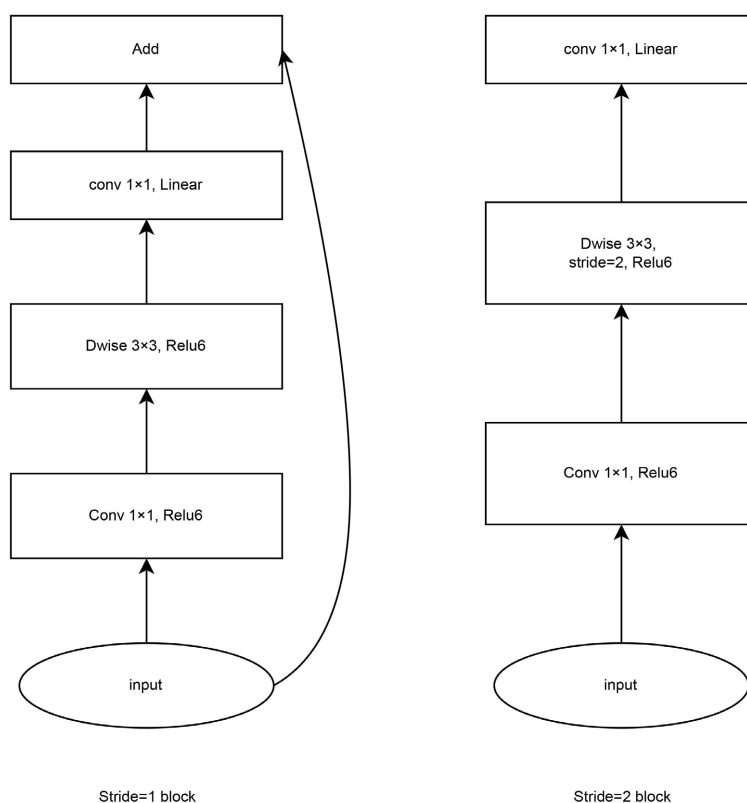 Add
conv 1×1, Linear
Dwise 3×3, Relu6
Conv 1×1, Relu6
input
Stride=1 block
conv 1×1, Linear
Dwise 3×3,
stride=2, Relu6
Conv 1×1, Relu6
input
Stride=2 block